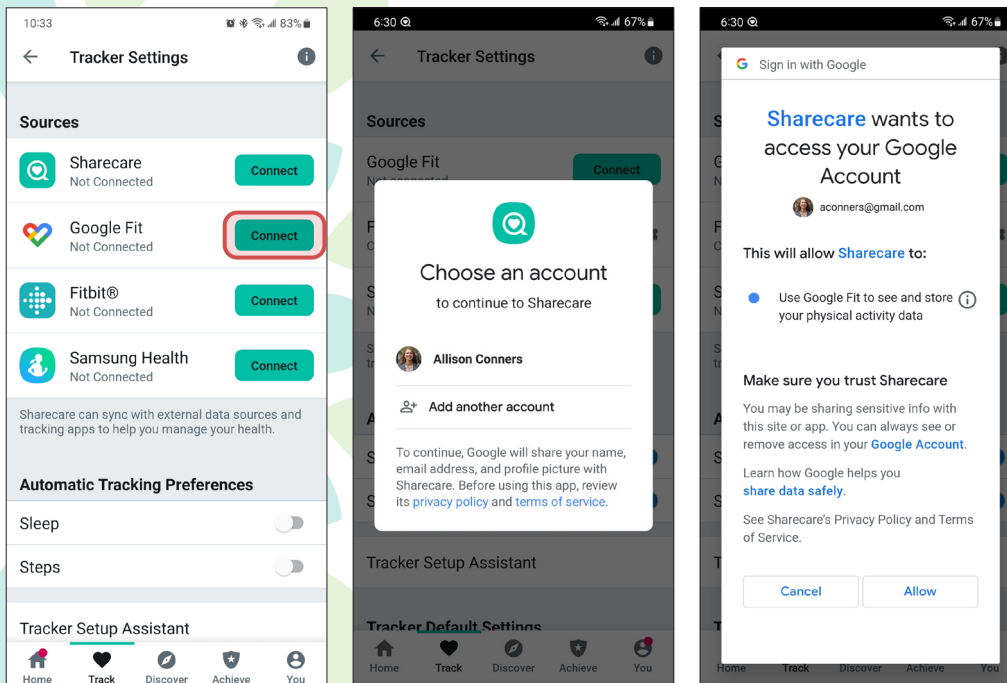 10:33
83%
Tracker Settings
Sources
Sharecare
Not Connected
Connect
Google Fit
Not Connected
Connect
Fitbit®
Not Connected
Connect
Samsung Health
Not Connected
Connect
Sharecare can sync with external data sources and
tracking apps to help you manage your health.
Automatic Tracking Preferences
Sleep
Steps
Tracker Setup Assistant
Home
Track
Discover
Achieve
You
6:30
67%
Tracker Settings
Sources
Google Fit
Not connected
Connect
Choose an account
to continue to Sharecare
Allison Conners
Add another account
To continue, Google will share your name,
email address, and profile picture with
Sharecare. Before using this app, review
its privacy policy and terms of service.
Tracker Setup Assistant
Tracker Default Settings
Home
Track
Discover
Achieve
You
6:30
67%
G Sign in with Google
Sharecare wants to
access your Google
Account
aconners@gmail.com
This will allow Sharecare to:
Use Google Fit to see and store
your physical activity data
Make sure you trust Sharecare
You may be sharing sensitive info with
this site or app. You can always see or
remove access in your Google Account.
Learn how Google helps you
share data safely.
See Sharecare's Privacy Policy and Terms
of Service.
Cancel
Allow
Home
Track
Discover
Achieve
You